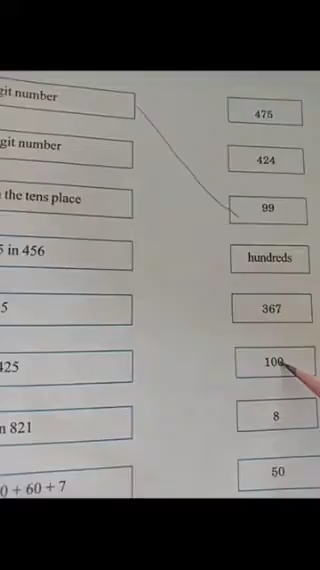 git number
git number
the tens place
5 in 456
5
425
n 821
0 + 60 + 7
475
424
99
hundreds
367
100
8
50